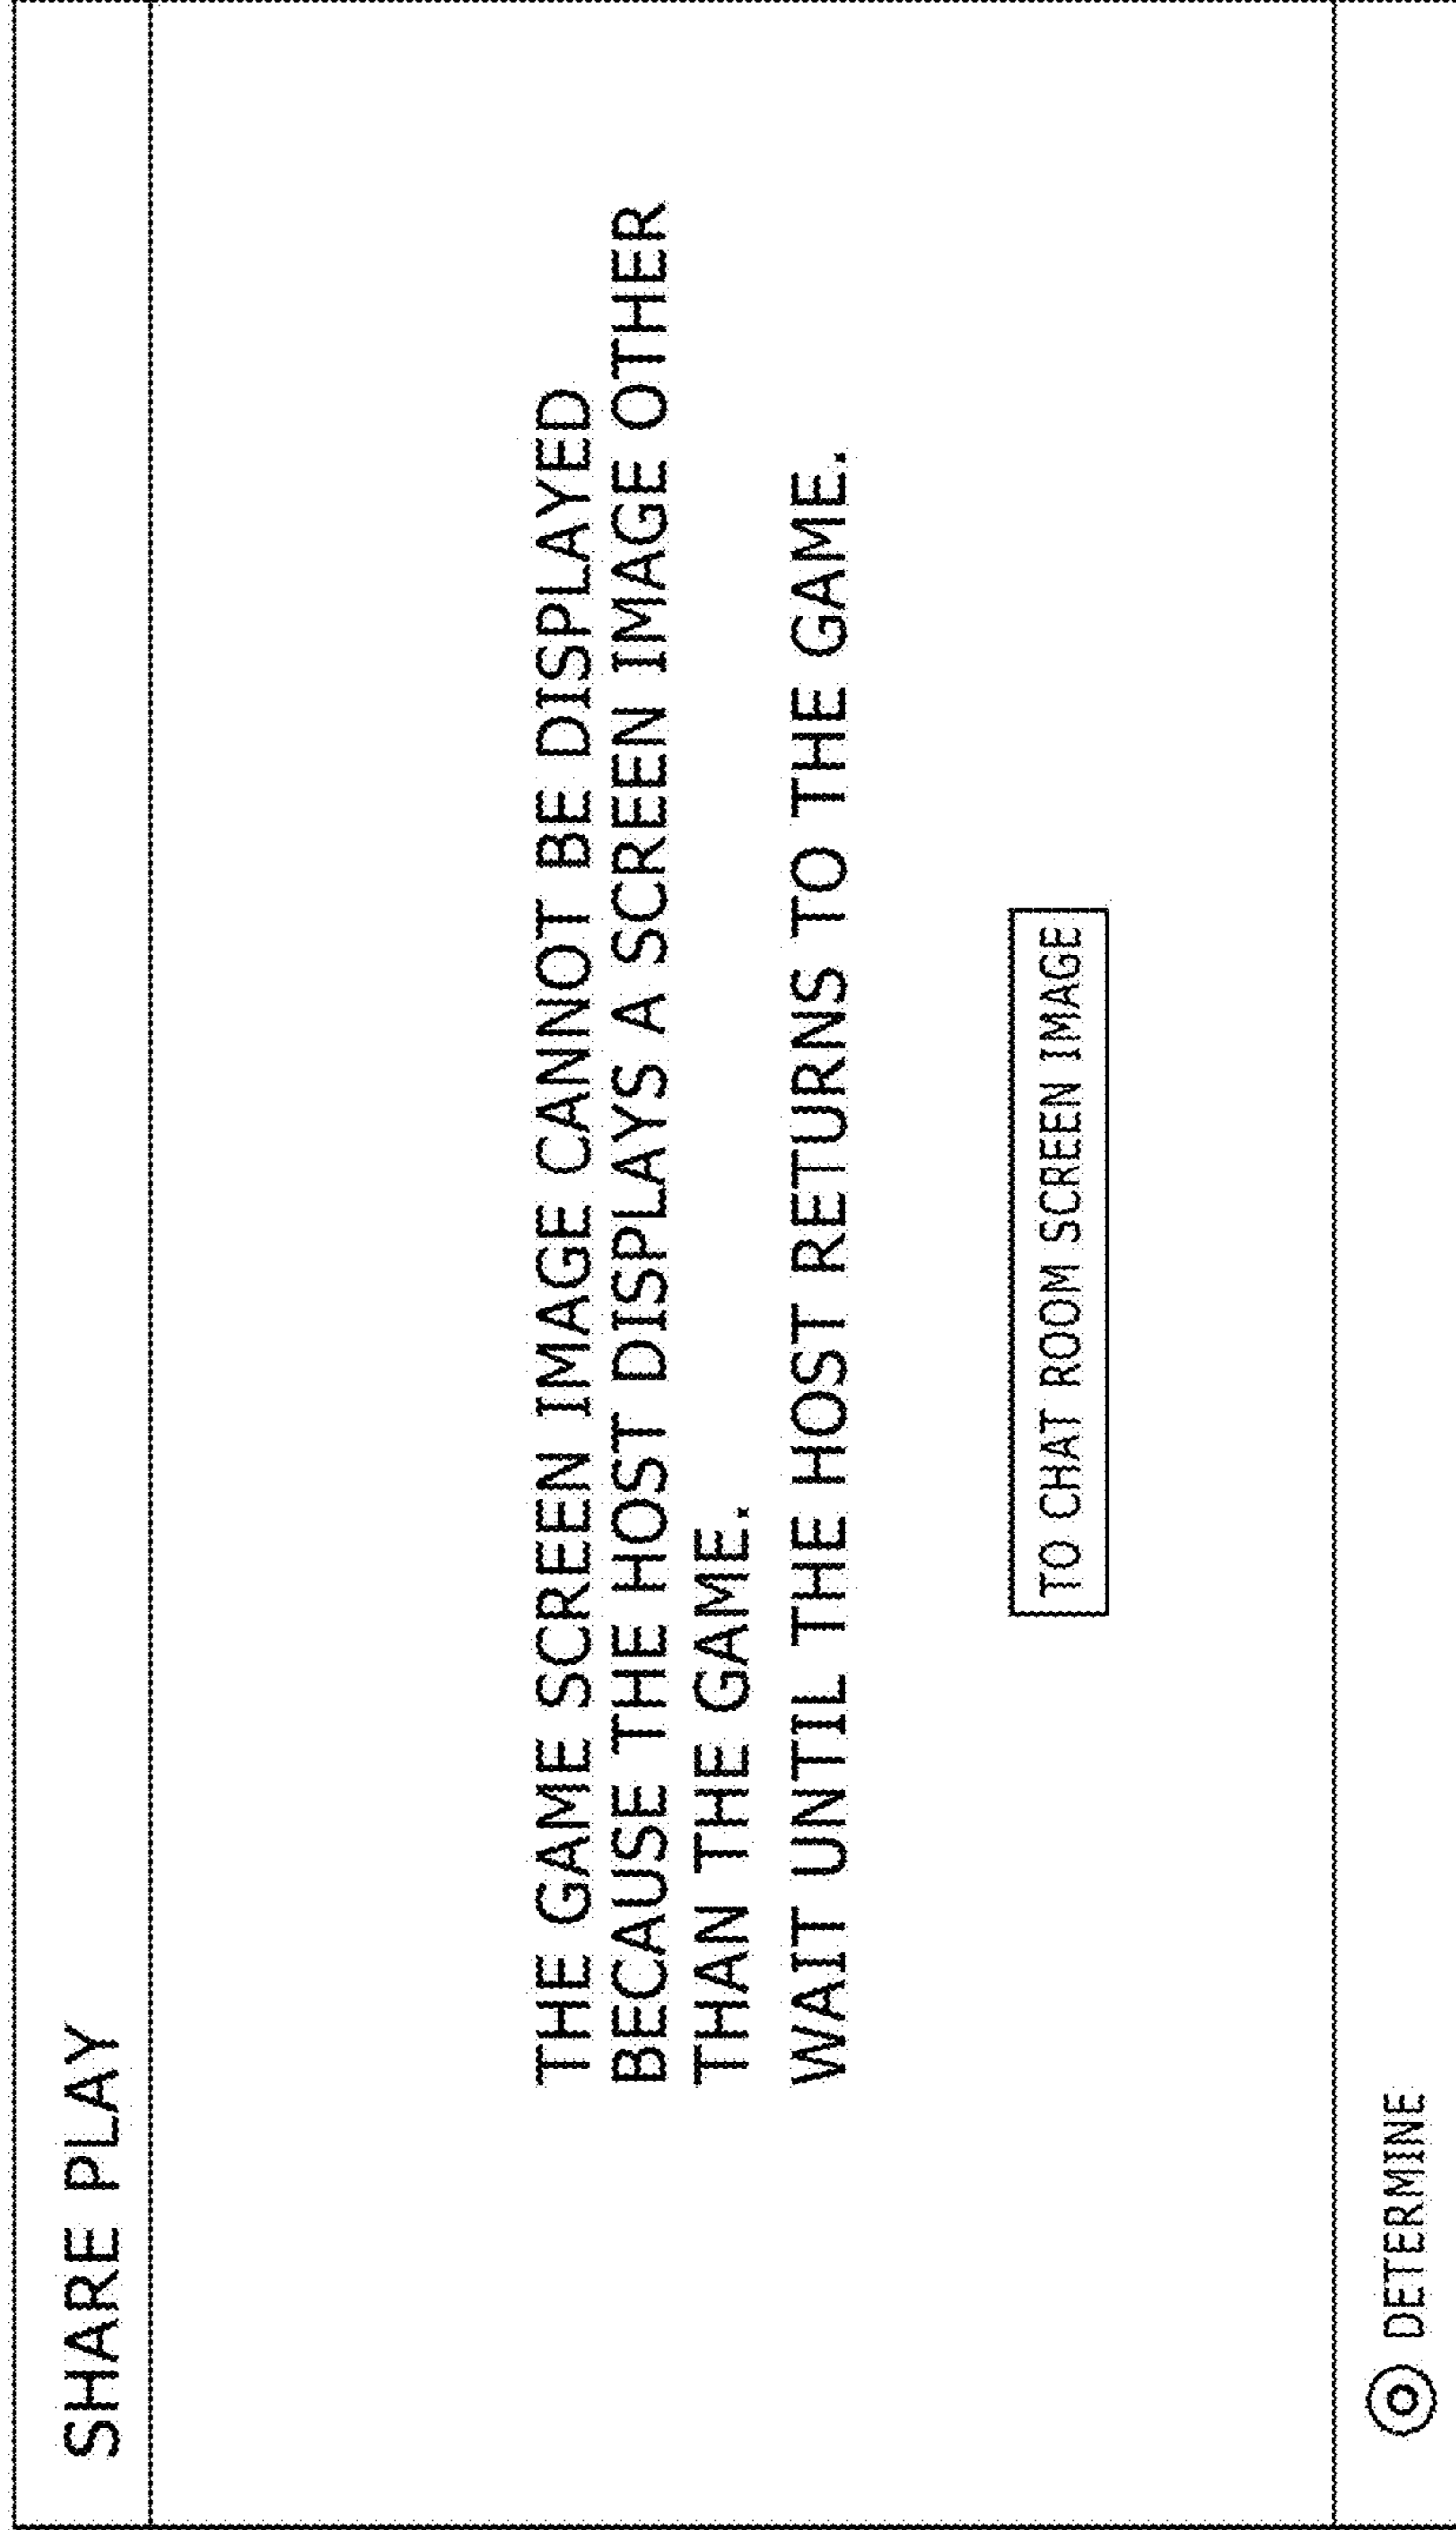 SHARE PLAY
THE GAME SCREEN IMAGE CANNOT BE DISPLAYED
BECAUSE THE HOST DISPLAYS A SCREEN IMAGE OTHER
THAN THE GAME.
WAIT UNTIL THE HOST RETURNS TO THE GAME.
TO CHAT ROOM SCREEN IMAGE
DETERMINE